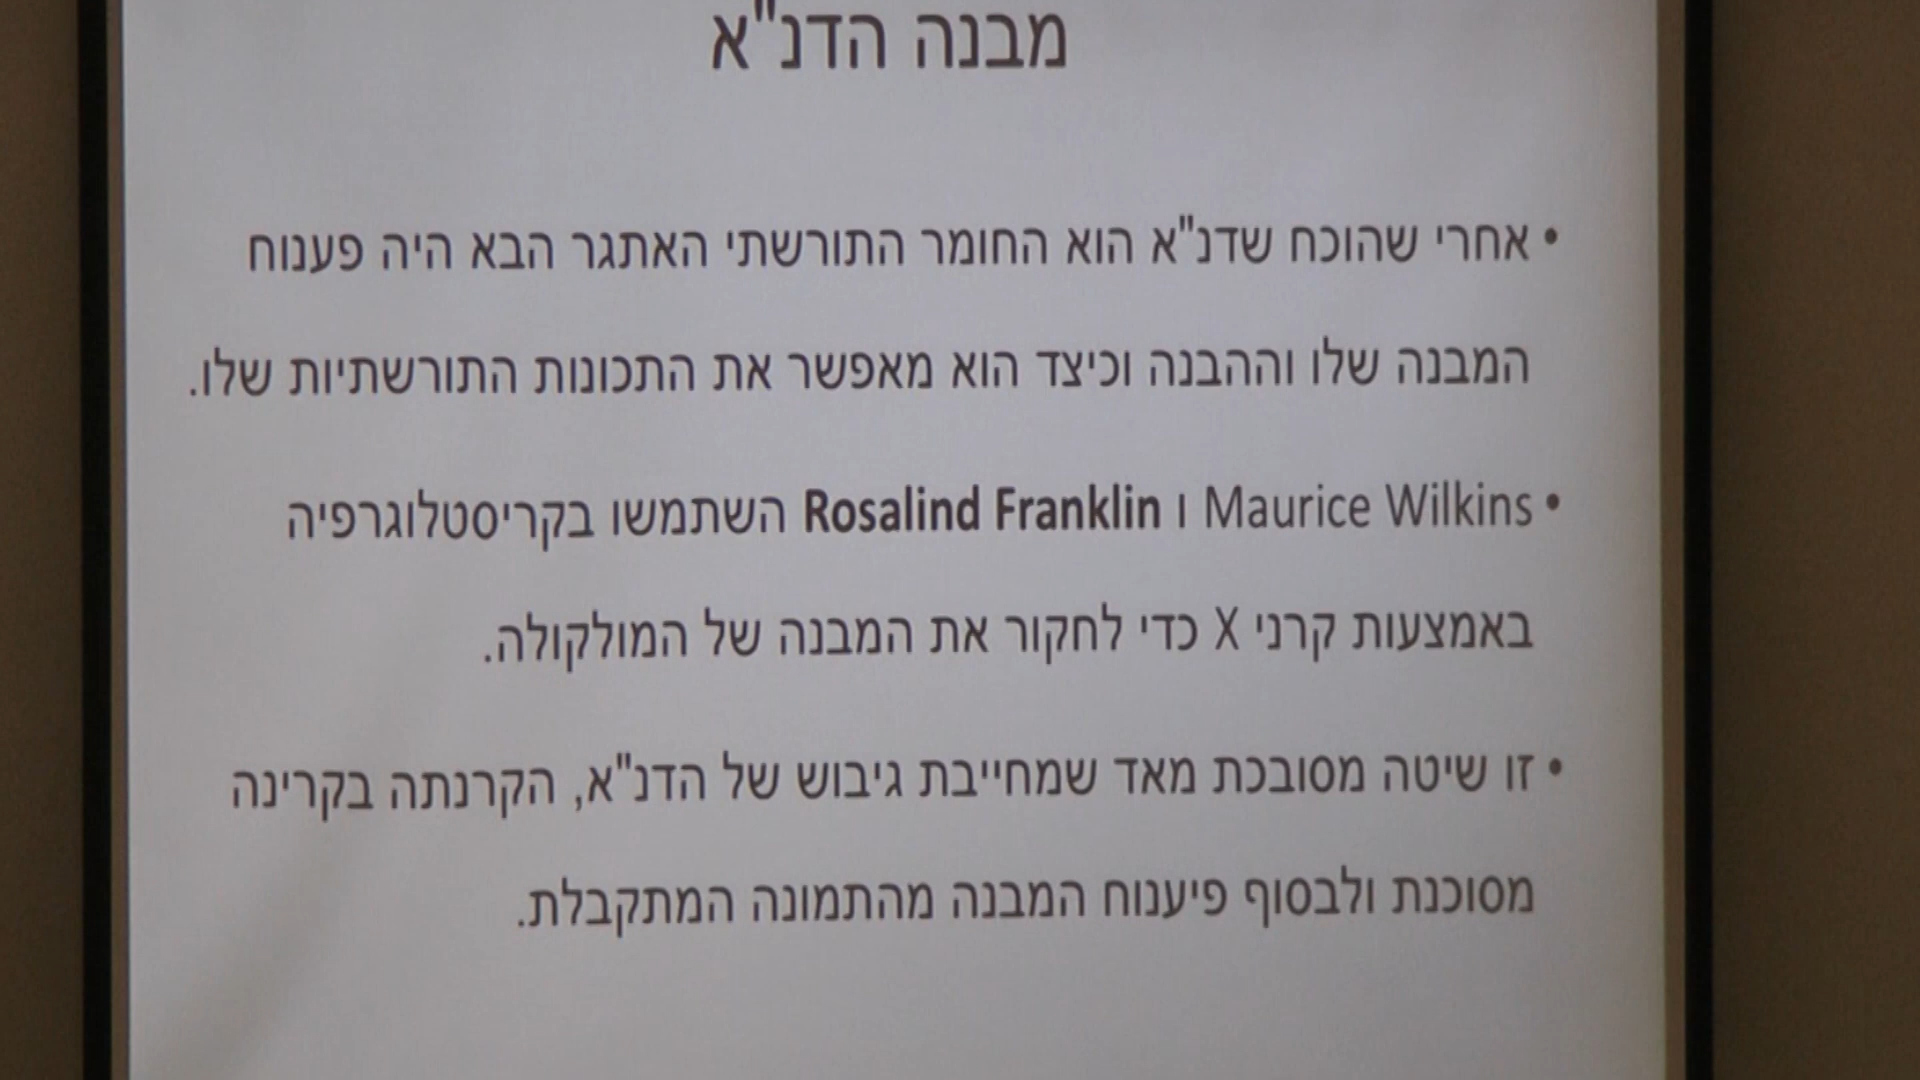 מבנה הדנ"א
• אחרי שהוכח שדנ"א הוא החומר התורשתי האתגר הבא היה פענוח
המבנה שלו וההבנה וכיצד הוא מאפשר את התכונות התורשתיות שלו.
• Maurice Wilkins ו Rosalind Franklin השתמשו בקריסטלוגרפיה
באמצעות קרני X כדי לחקור את המבנה של המולקולה.
• זו שיטה מסובכת מאד שמחייבת גיבוש של הדנ"א, הקרנתה בקרינה
מסוכנת ולבסוף פיענוח המבנה מהתמונה המתקבלת.